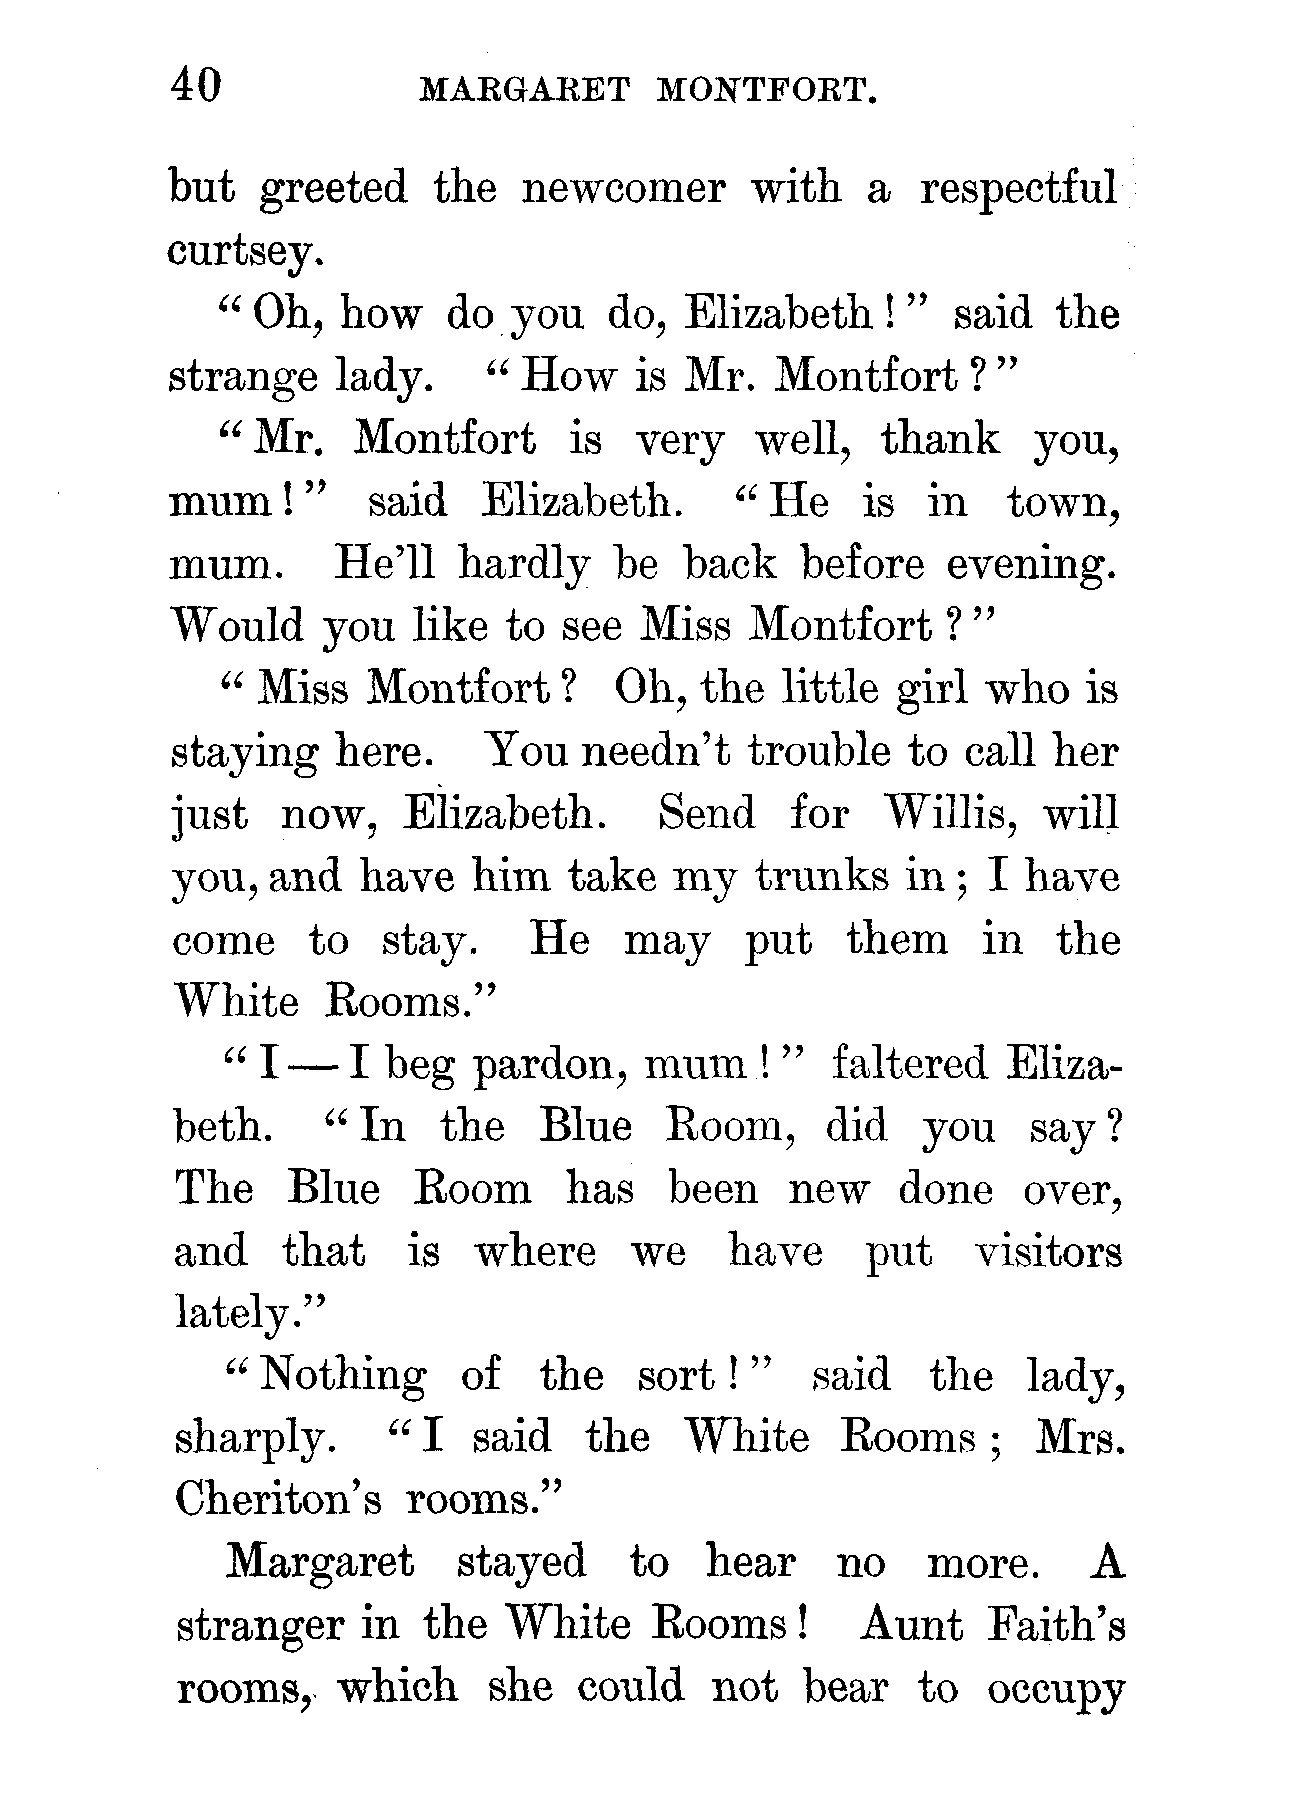 40 MARGARET MONTFORT.
but greeted the newcomer with a respectful
curtsey.
“Oh, how do you do, Elizabeth!” said the
strange lady. “How is Mr. Montfort?”
“Mr. Montfort is very well, thank you,
mum!” said Elizabeth. “He is in town,
mum. He’ll hardly be back before evening.
Would you like to see Miss Montfort?”
“Miss Montfort? Oh, the little girl who is
staying here. You needn’t trouble to call her
just now, Elizabeth. Send for Willis, will
you, and have him take my trunks in; I have
come to stay. He may put them in the
White Rooms.”
“I—I beg pardon, mum!” faltered Eliza-
beth. “In the Blue Room, did you say?
The Blue Room has been new done over,
and that is where we have put visitors
lately.”
“Nothing of the sort!” said the lady,
sharply. “I said the White Rooms; Mrs.
Cheriton’s rooms.”
Margaret stayed to hear no more. A
stranger in the White Rooms! Aunt Faith’s
rooms, which she could not bear to occupy